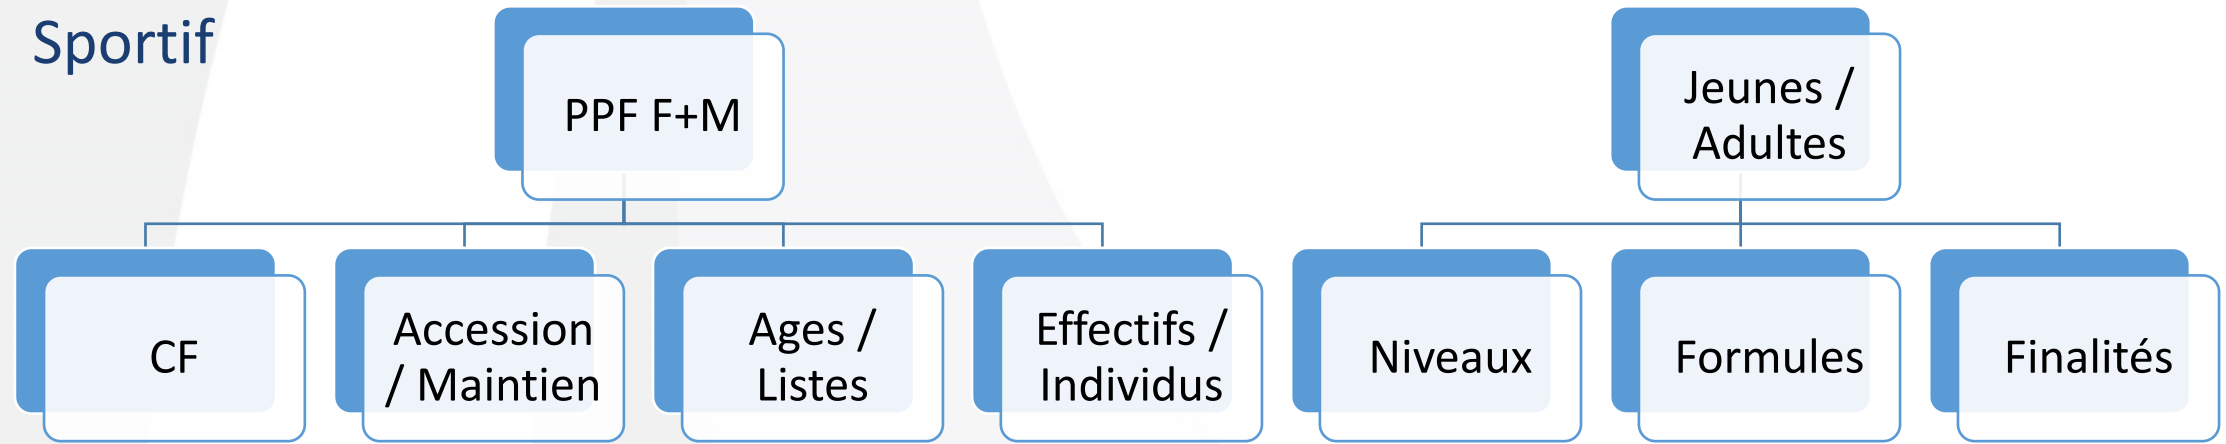 Sportif
PPF F+M
Jeunes /
Adultes
CF
Accession
/ Maintien
Ages /
Listes
Effectifs /
Individus
Niveaux
Formules
Finalités